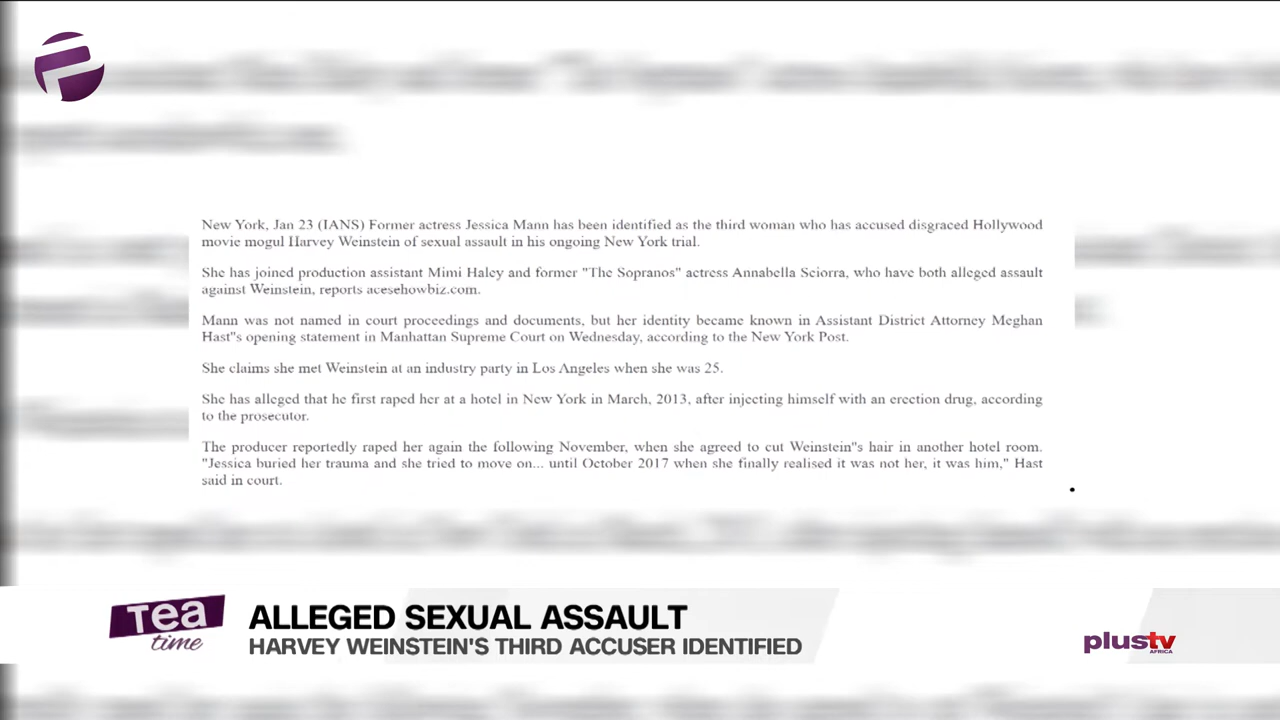 New York, Jan 23 (IANS) Former actress Jessica Mann has been identified as the third woman who has accused disgraced Hollywood
movie mogul Harvey Weinstein of sexual assault in his ongoing New York trial.
She has joined production assistant Mimi Haley and former "The Sopranos" actress Annabella Sciorra, who have both alleged assault
against Weinstein, reports acesehowbiz.com.
Mann was not named in court proceedings and documents, but her identity became known in Assistant District Attorney Meghan
Hast"s opening statement in Manhattan Supreme Court on Wednesday, according to the New York Post.
She claims she met Weinstein at an industry party in Los Angeles when she was 25.
She has alleged that he first raped her at a hotel in New York in March, 2013, after injecting himself with an erection drug, according
to the prosecutor.
The producer reportedly raped her again the following November, when she agreed to cut Weinstein"s hair in another hotel room.
"Jessica buried her trauma and she tried to move on... until October 2017 when she finally realised it was not her, it was him," Hast
said in court.
Tea
time
ALLEGED SEXUAL ASSAULT
HARVEY WEINSTEIN'S THIRD ACCUSER IDENTIFIED
plustv
AFRICA